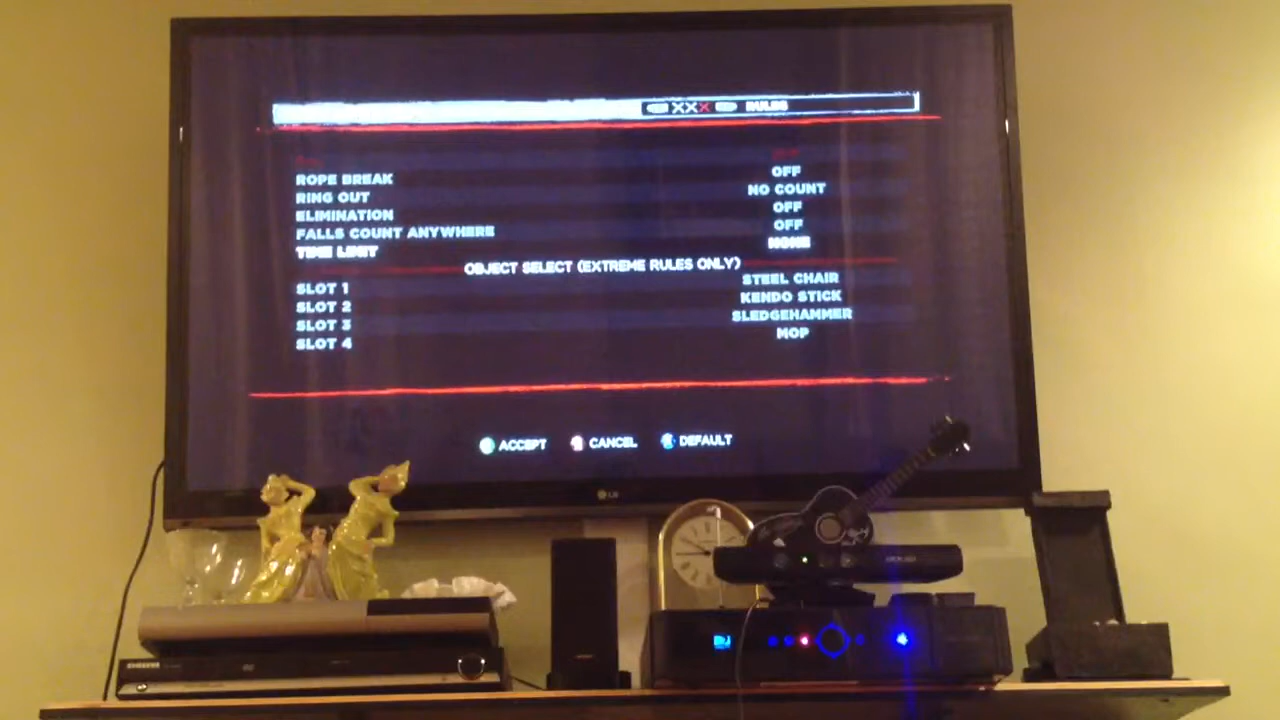 XXX RULES
ROPE BREAK OFF
RING OUT NO COUNT
ELIMINATION OFF
FALLS COUNT ANYWHERE OFF
TIME LIMIT NONE
OBJECT SELECT (EXTREME RULES ONLY)
SLOT 1 STEEL CHAIR
SLOT 2 KENDO STICK
SLOT 3 SLEDGEHAMMER
SLOT 4 MOP
ACCEPT CANCEL DEFAULT
LG
SAMSUNG